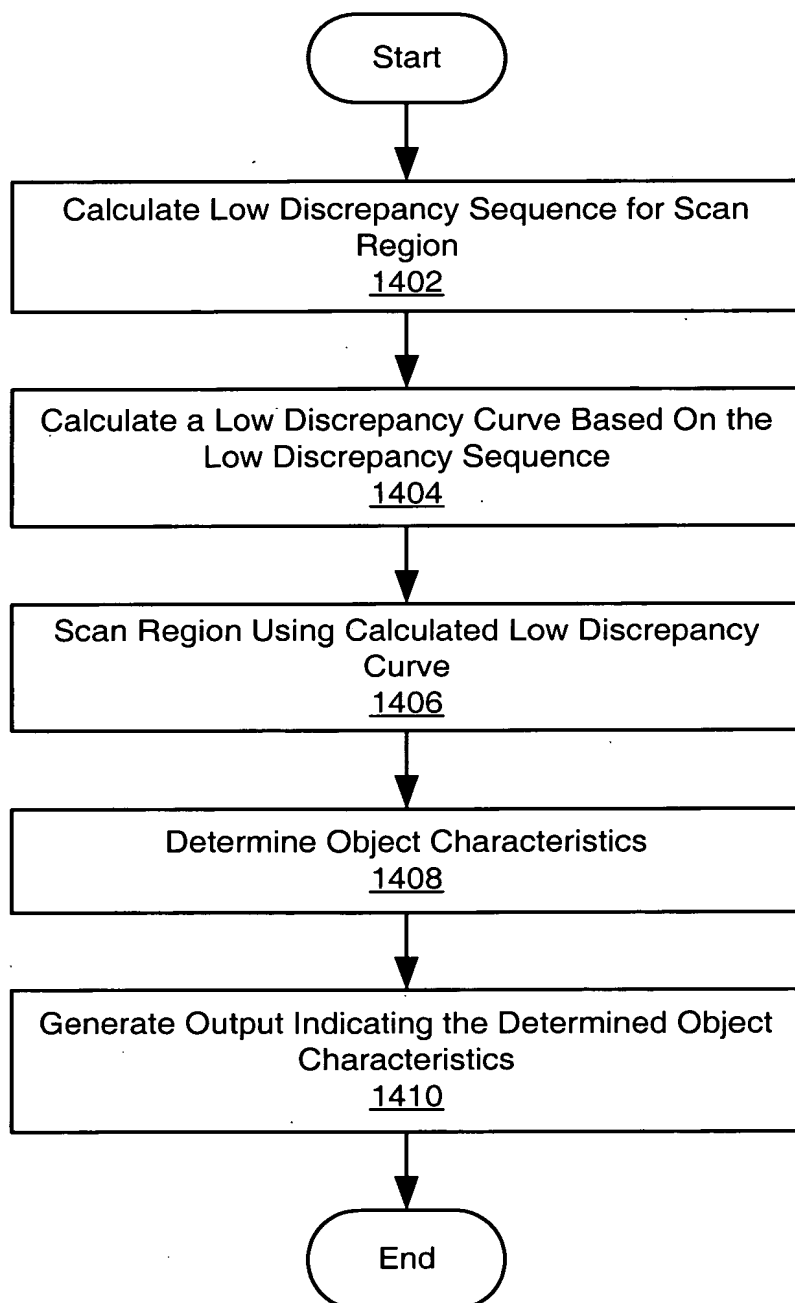 Start
Calculate Low Discrepancy Sequence for Scan
Region
1402
Calculate a Low Discrepancy Curve Based On the
Low Discrepancy Sequence
1404
Scan Region Using Calculated Low Discrepancy
Curve
1406
Determine Object Characteristics
1408
Generate Output Indicating the Determined Object
Characteristics
1410
End